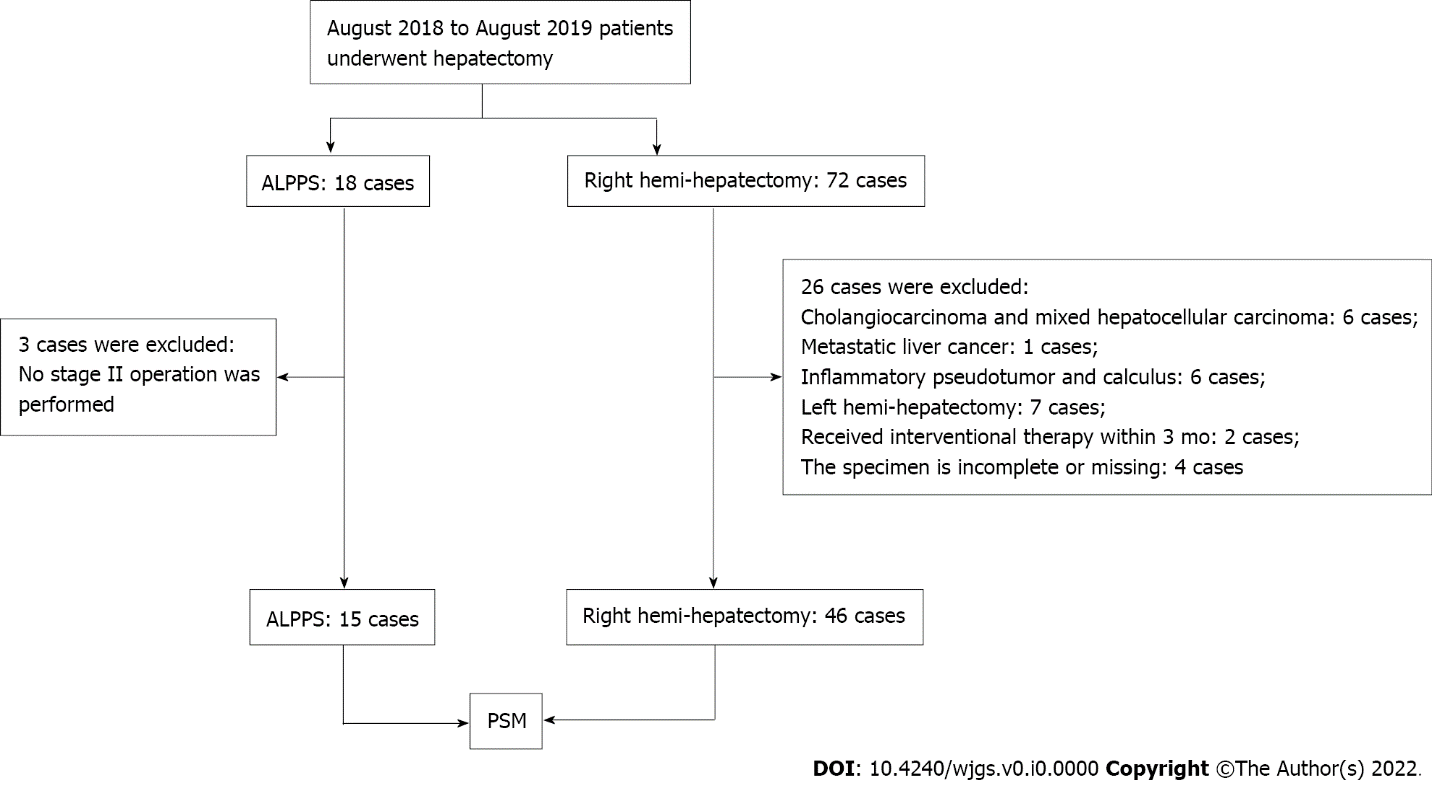 August 2018 to August 2019 patients
underwent hepatectomy
ALPPS: 18 cases
Right hemi-hepatectomy: 72 cases
3 cases were excluded:
No stage II operation was
performed
26 cases were excluded:
Cholangiocarcinoma and mixed hepatocellular carcinoma: 6 cases;
Metastatic liver cancer: 1 cases;
Inflammatory pseudotumor and calculus: 6 cases;
Left hemi-hepatectomy: 7 cases;
Received interventional therapy within 3 mo: 2 cases;
The specimen is incomplete or missing: 4 cases
ALPPS: 15 cases
Right hemi-hepatectomy: 46 cases
PSM
DOI: 10.4240/wjgs.v0.i0.0000 Copyright ©The Author(s) 2022.